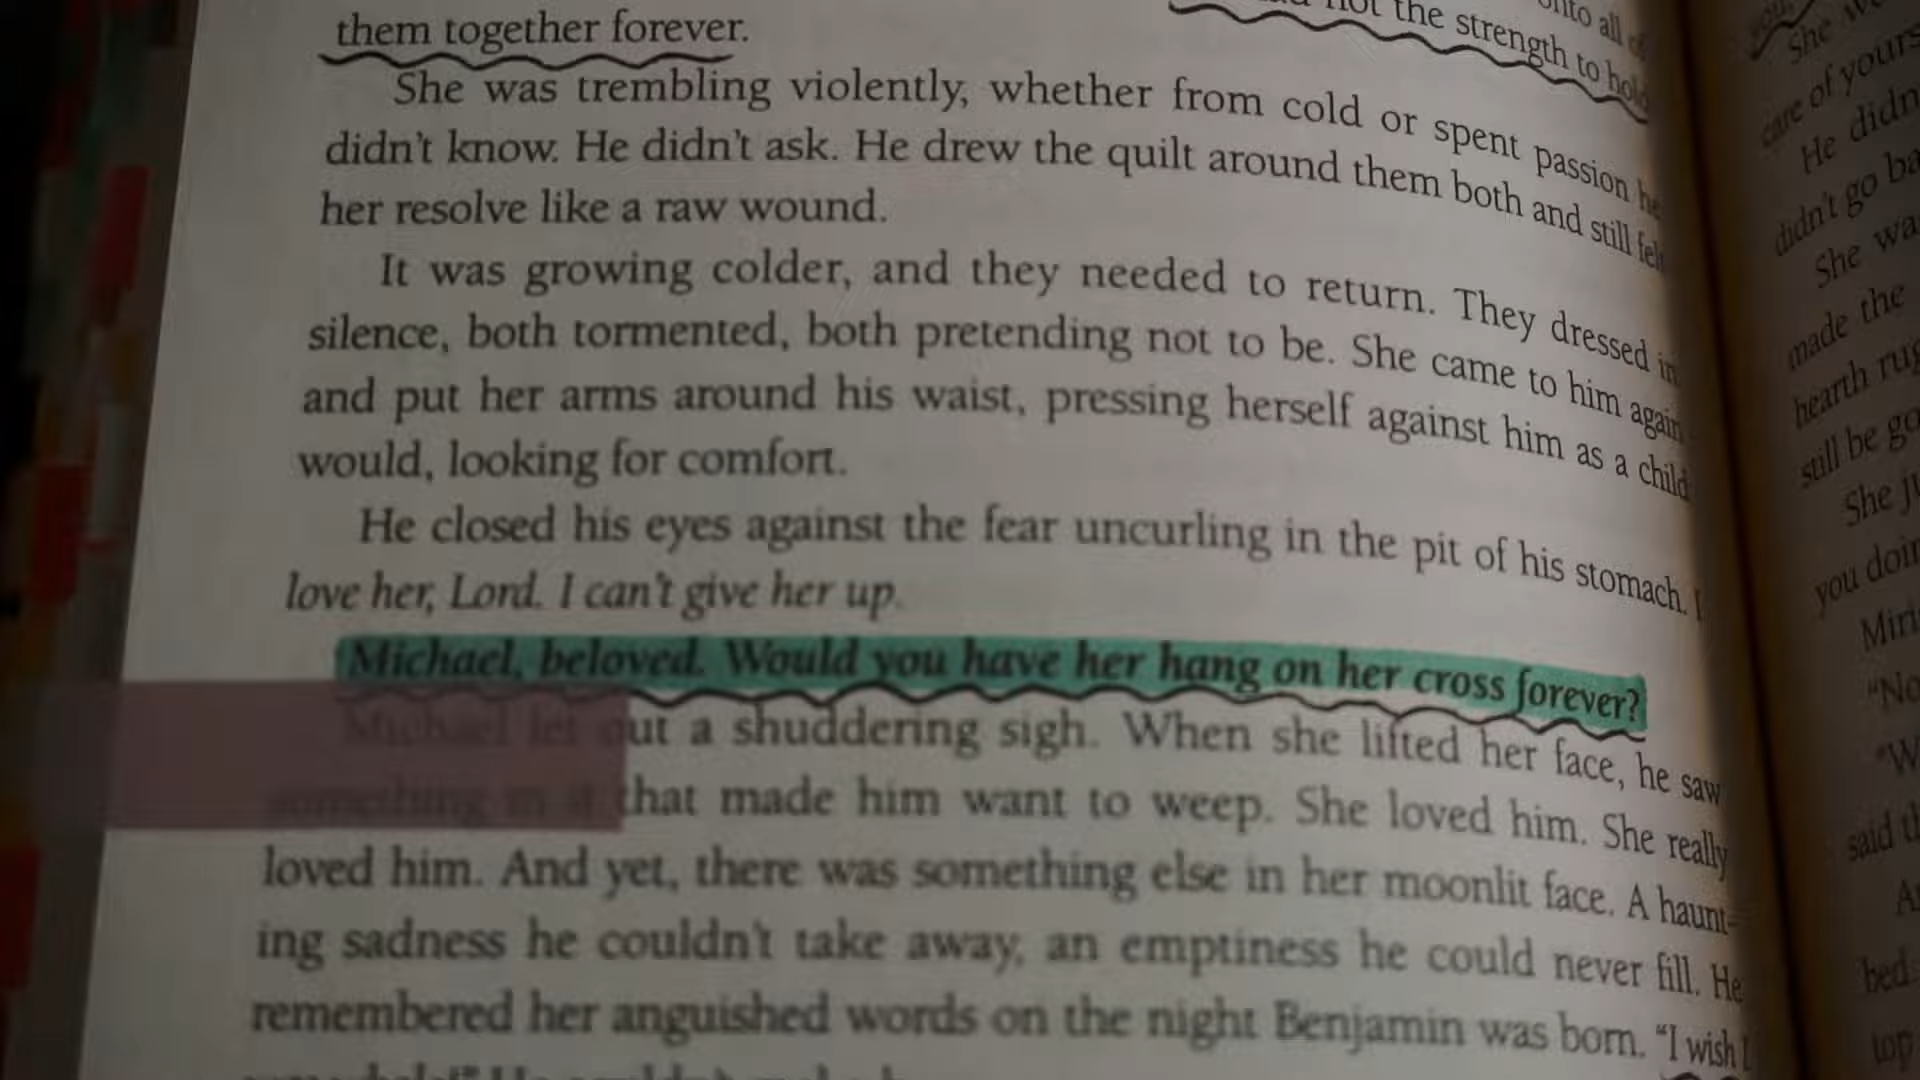 them together forever.
not the strength to hold
onto all
She was trembling violently, whether from cold or spent passion he
didn't know. He didn't ask. He drew the quilt around them both and still felt
her resolve like a raw wound.
It was growing colder, and they needed to return. They dressed in
silence, both tormented, both pretending not to be. She came to him again
and put her arms around his waist, pressing herself against him as a child
would, looking for comfort.
He closed his eyes against the fear uncurling in the pit of his stomach. I
love her, Lord. I can't give her up.
Michael, beloved. Would you have her hang on her cross forever?
Michael let out a shuddering sigh. When she lifted her face, he saw
something in it that made him want to weep. She loved him. She really
loved him. And yet, there was something else in her moonlit face. A haunt-
ing sadness he couldn't take away, an emptiness he could never fill. He
remembered her anguished words on the night Benjamin was born. "I wish I
She
care of yours
He didn
didn't go ba
She wa
made the
hearth rug
still be go
She
you doin
Miri
"No
"W
said th
bed
top